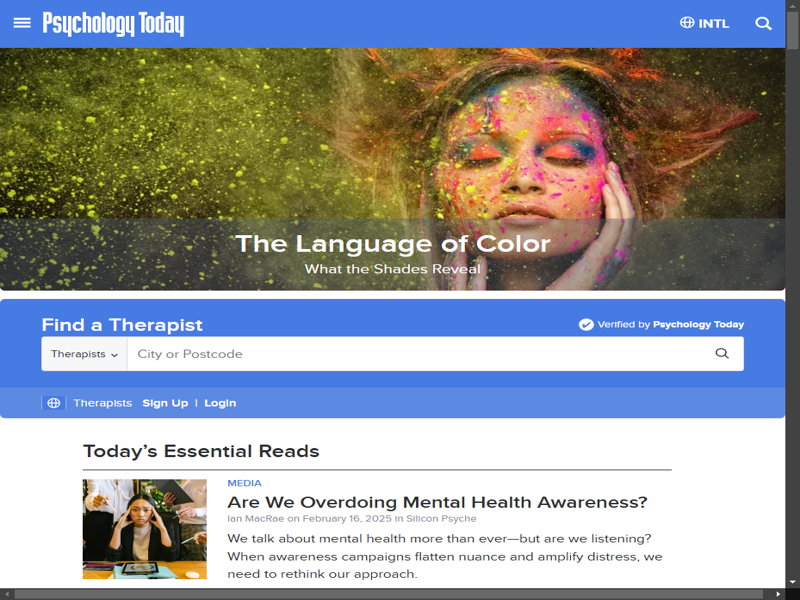 Psychology Today
INTL
The Language of Color
What the Shades Reveal
Find a Therapist
Verified by Psychology Today
Therapists
City or Postcode
Therapists Sign Up | Login
Today’s Essential Reads
MEDIA
Are We Overdoing Mental Health Awareness?
Ian MacRae on February 16, 2025 in Silicon Psyche
We talk about mental health more than ever—but are we listening?
When awareness campaigns flatten nuance and amplify distress, we
need to rethink our approach.